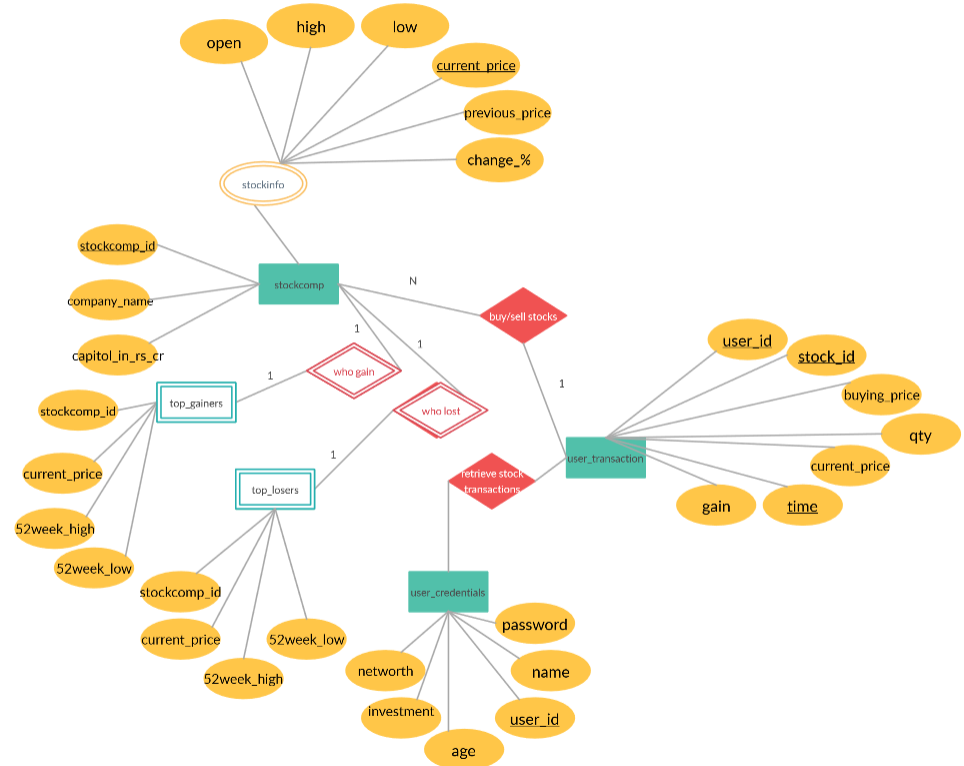 open
high
low
current_price
previous_price
change_%
stockinfo
stockcomp_id
company_name
capitol_in_rs_cr
stockcomp
N
buy/sell stocks
1
1
1
who gain
1
top_gainers
who lost
1
top_losers
stockcomp_id
current_price
52week_high
52week_low
stockcomp_id
current_price
52week_high
52week_low
user_id
stock_id
buying_price
qty
current_price
time
gain
user_transaction
retrieve stock
transactions
user_credentials
password
name
user_id
age
investment
networth